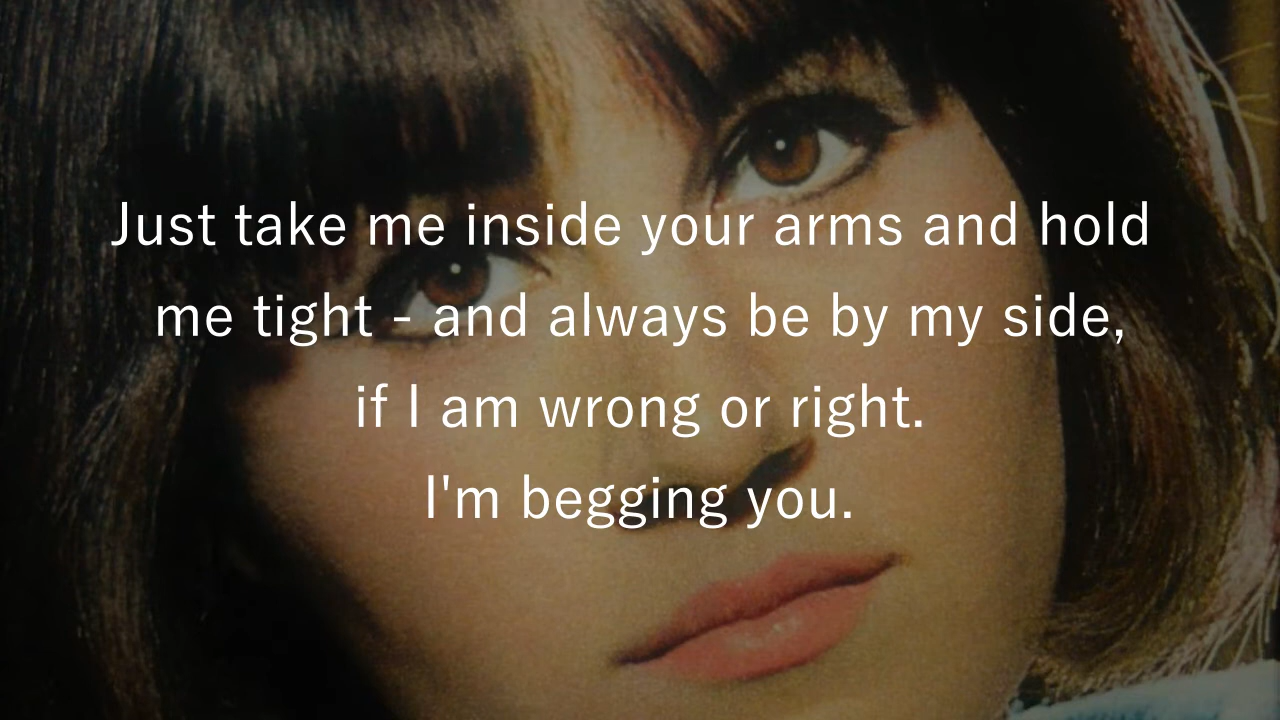 Just take me inside your arms and hold
me tight - and always be by my side,
if I am wrong or right.
I'm begging you.